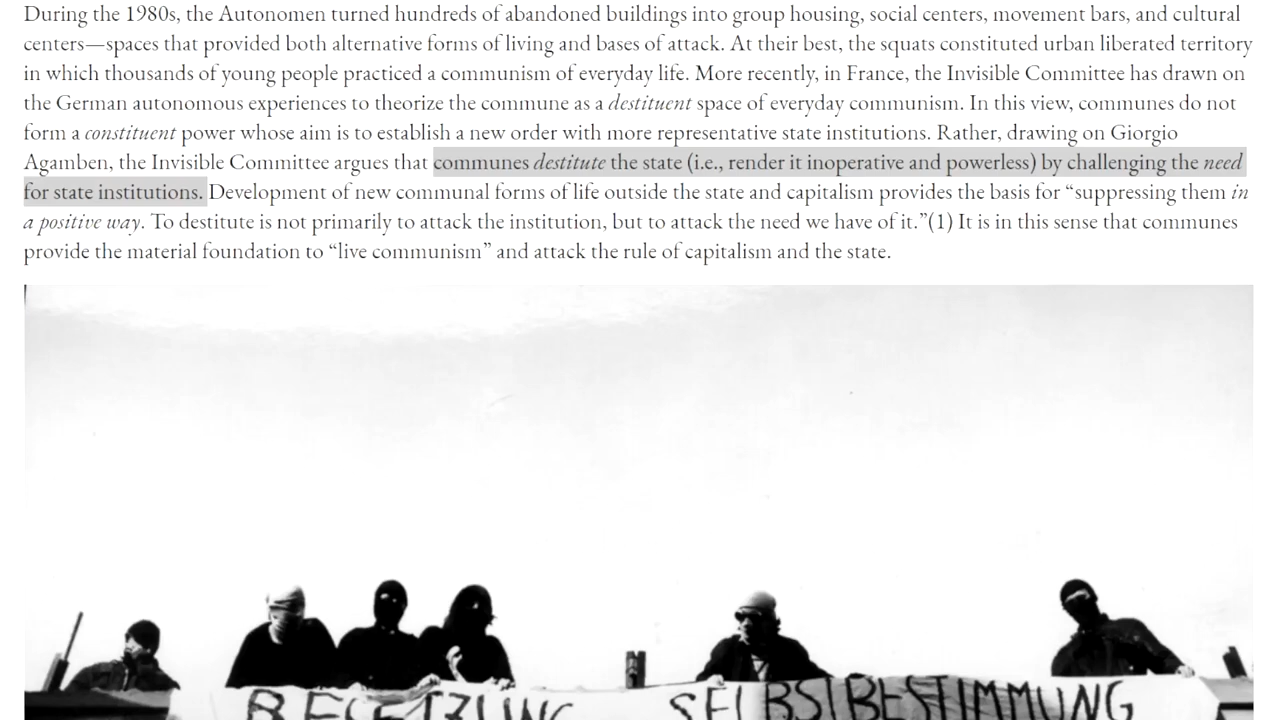 During the 1980s, the Autonomen turned hundreds of abandoned buildings into group housing, social centers, movement bars, and cultural
centers—spaces that provided both alternative forms of living and bases of attack. At their best, the squats constituted urban liberated territory
in which thousands of young people practiced a communism of everyday life. More recently, in France, the Invisible Committee has drawn on
the German autonomous experiences to theorize the commune as a destituent space of everyday communism. In this view, communes do not
form a constituent power whose aim is to establish a new order with more representative state institutions. Rather, drawing on Giorgio
Agamben, the Invisible Committee argues that communes destitute the state (i.e., render it inoperative and powerless) by challenging the need
for state institutions. Development of new communal forms of life outside the state and capitalism provides the basis for “suppressing them in
a positive way. To destitute is not primarily to attack the institution, but to attack the need we have of it.”(1) It is in this sense that communes
provide the material foundation to “live communism” and attack the rule of capitalism and the state.
BESETZUNG SELBSTBESTIMMUNG